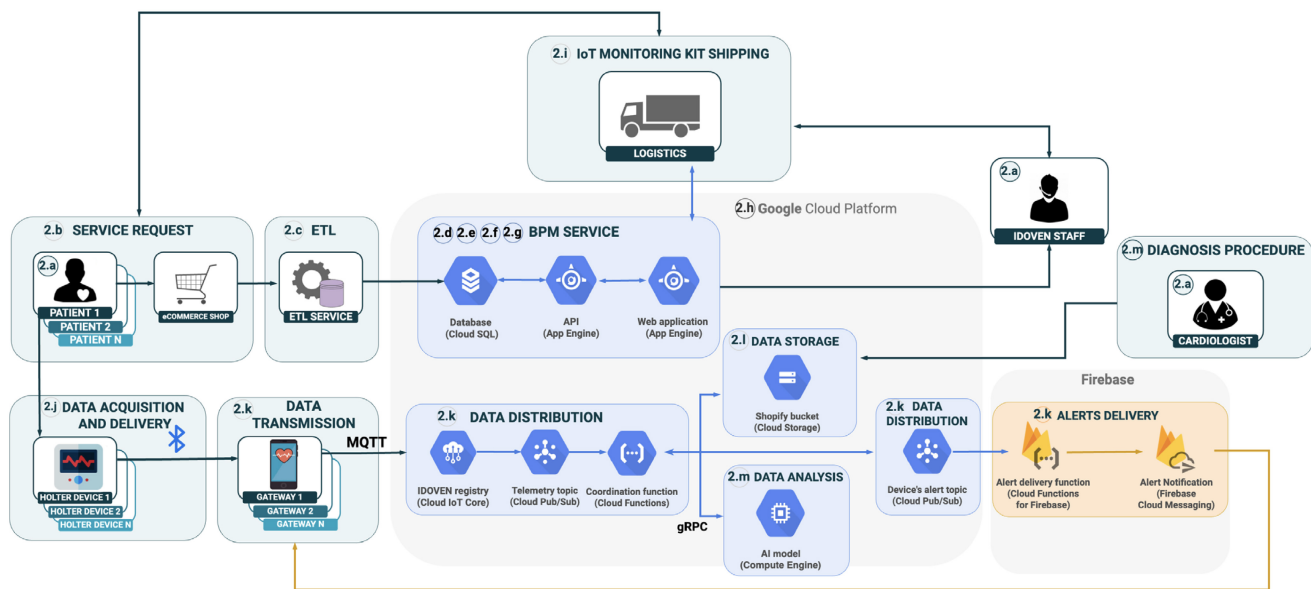 2.i IoT MONITORING KIT SHIPPING
LOGISTICS
2.a
IDOVEN STAFF
2.b SERVICE REQUEST
2.a
PATIENT 1
PATIENT 2
PATIENT N
eCOMMERCE SHOP
2.c ETL
ETL SERVICE
2.h Google Cloud Platform
2.d 2.e 2.f 2.g BPM SERVICE
Database
(Cloud SQL)
API
(App Engine)
Web application
(App Engine)
2.m DIAGNOSIS PROCEDURE
2.a
CARDIOLOGIST
2.l DATA STORAGE
Shopify bucket
(Cloud Storage)
2.j DATA ACQUISITION
AND DELIVERY
HOLTER DEVICE 1
HOLTER DEVICE 2
HOLTER DEVICE N
2.k DATA
TRANSMISSION
GATEWAY 1
GATEWAY 2
GATEWAY N
MQTT
2.k DATA DISTRIBUTION
IDOVEN registry
(Cloud IoT Core)
Telemetry topic
(Cloud Pub/Sub)
Coordination function
(Cloud Functions)
gRPC
2.m DATA ANALYSIS
AI model
(Compute Engine)
2.k DATA
DISTRIBUTION
Device's alert topic
(Cloud Pub/Sub)
Firebase
2.k ALERTS DELIVERY
Alert delivery function
(Cloud Functions
for Firebase)
Alert Notification
(Firebase
Cloud Messaging)